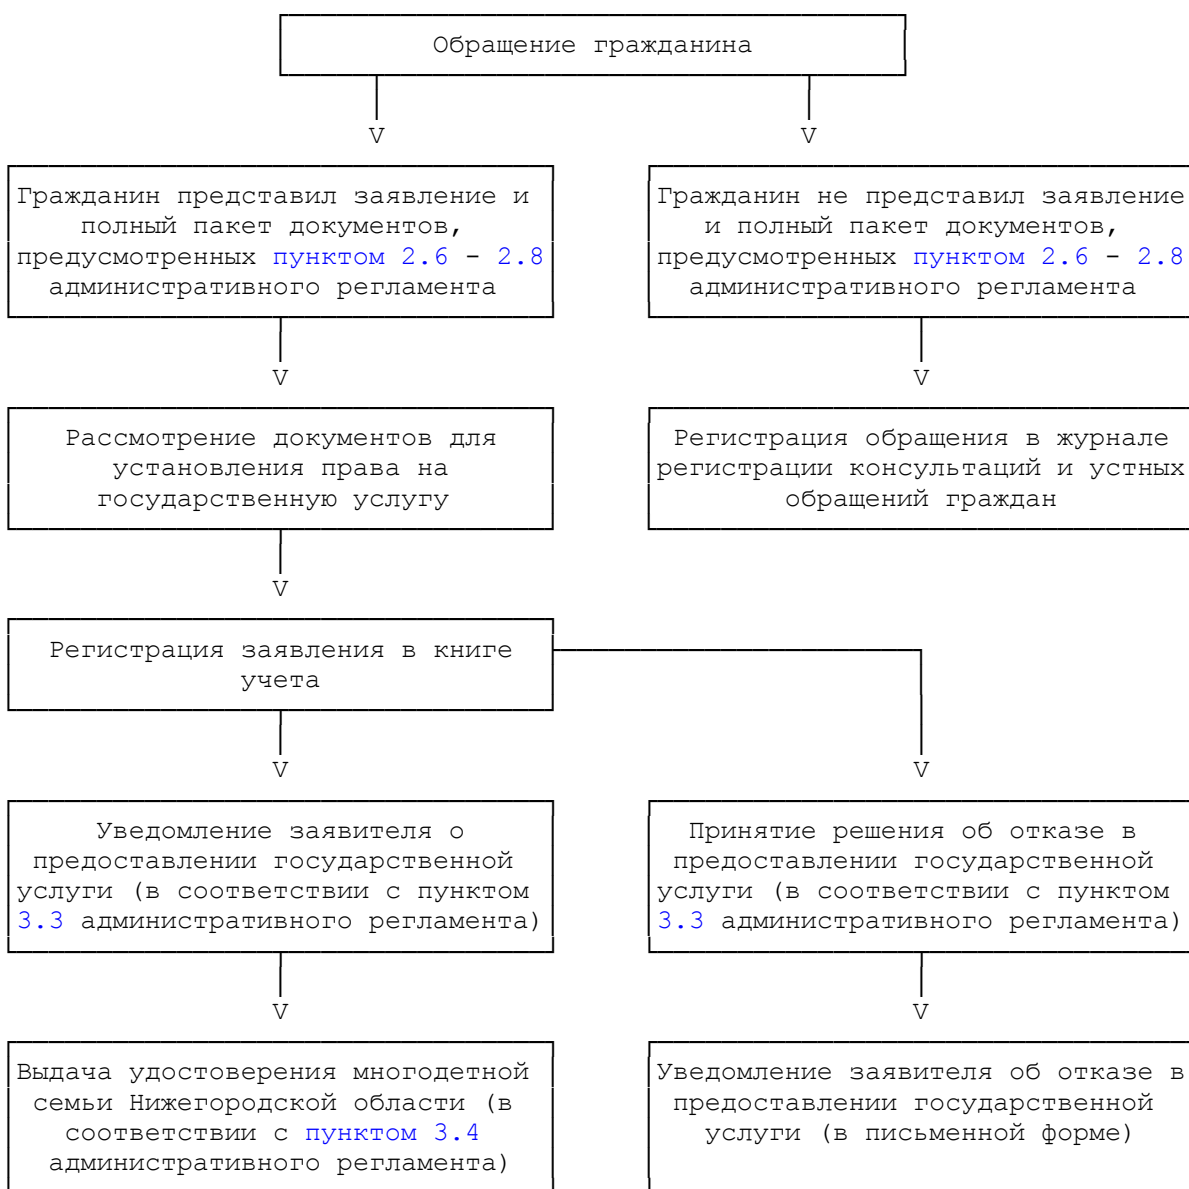 Обращение гражданина
V
V
Гражданин представил заявление и
полный пакет документов,
предусмотренных пунктом 2.6 - 2.8
административного регламента
Гражданин не представил заявление
и полный пакет документов,
предусмотренных пунктом 2.6 - 2.8
административного регламента
V
V
Рассмотрение документов для
установления права на
государственную услугу
Регистрация обращения в журнале
регистрации консультаций и устных
обращений граждан
V
Регистрация заявления в книге
учета
V
V
Уведомление заявителя о
предоставлении государственной
услуги (в соответствии с пунктом
3.3 административного регламента)
Принятие решения об отказе в
предоставлении государственной
услуги (в соответствии с пунктом
3.3 административного регламента)
V
V
Выдача удостоверения многодетной
семьи Нижегородской области (в
соответствии с пунктом 3.4
административного регламента)
Уведомление заявителя об отказе в
предоставлении государственной
услуги (в письменной форме)